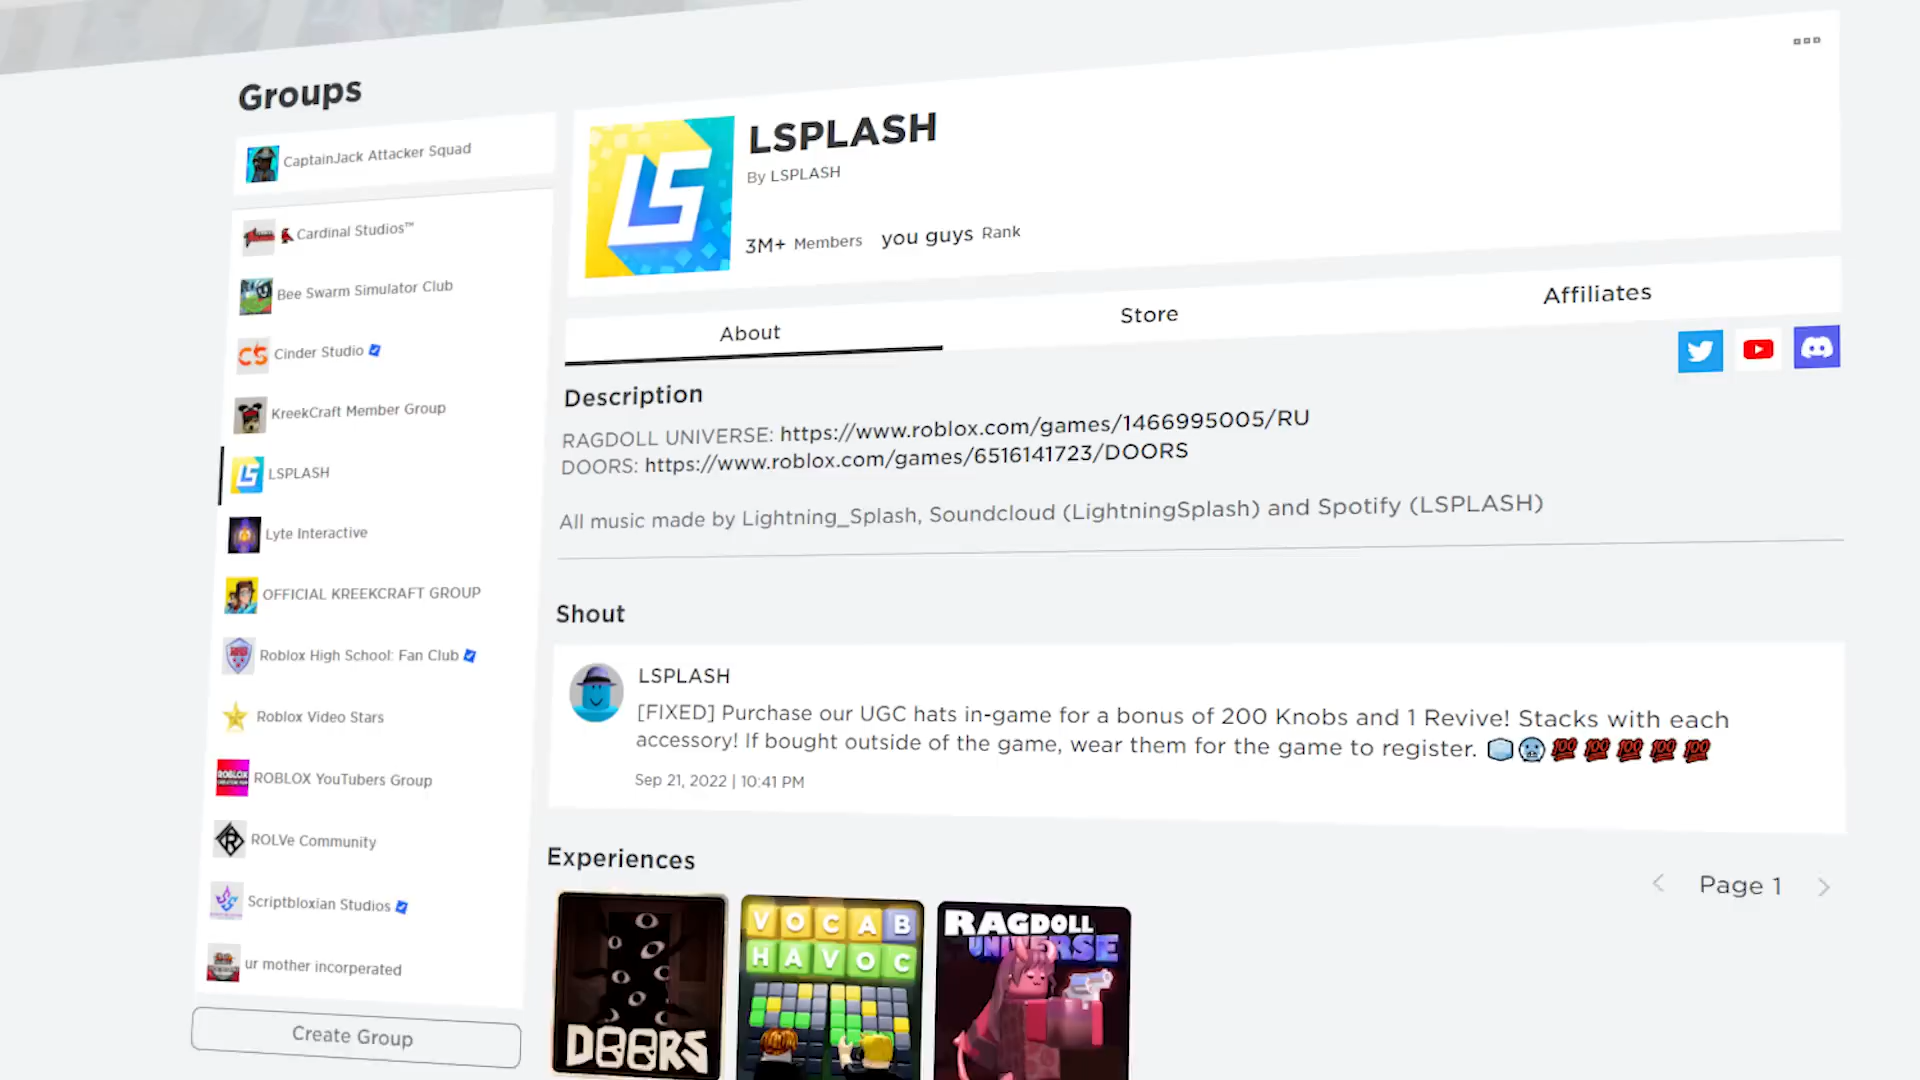 Groups
CaptainJack Attacker Squad
Cardinal Studios™
Bee Swarm Simulator Club
Cinder Studio
KreekCraft Member Group
LSPLASH
Lyte Interactive
OFFICIAL KREEKCRAFT GROUP
Roblox High School: Fan Club
Roblox Video Stars
ROBLOX YouTubers Group
ROLVe Community
Scriptbloxian Studios
ur mother incorperated
Create Group
LS
LSPLASH
By LSPLASH
3M+ Members you guys Rank
About Store Affiliates
Description
RAGDOLL UNIVERSE: https://www.roblox.com/games/1466995005/RU
DOORS: https://www.roblox.com/games/6516141723/DOORS
All music made by Lightning_Splash, Soundcloud (LightningSplash) and Spotify (LSPLASH)
Shout
LSPLASH
[FIXED] Purchase our UGC hats in-game for a bonus of 200 Knobs and 1 Revive! Stacks with each
accessory! If bought outside of the game, wear them for the game to register. 🧊🥶💯💯💯💯💯
Sep 21, 2022 | 10:41 PM
Experiences
Page 1
DOORS
VOCAB
HAVOC
RAGDOLL
UNIVERSE